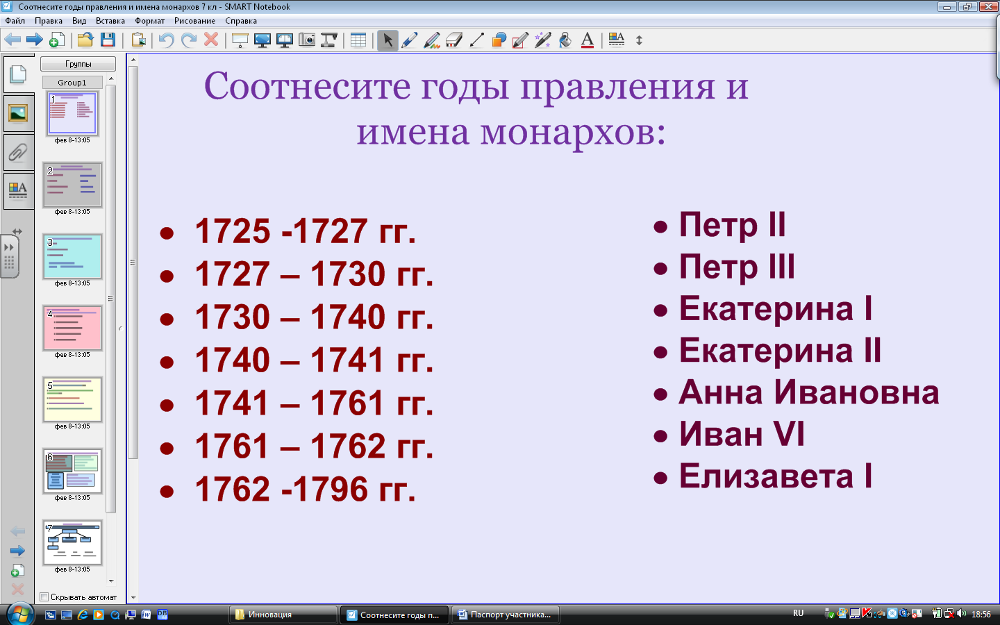 Соотнесите годы правления и имена монархов 7 кл - SMART Notebook
Файл Правка Вид Вставка Формат Рисование Справка
Группы
Group1
1
фев 8-13:05
2
фев 8-13:05
3
фев 8-13:05
4
фев 8-13:05
5
фев 8-13:05
6
фев 8-13:05
7
фев 8-13:05
Скрывать автомат
Соотнесите годы правления и
имена монархов:
• 1725 -1727 гг.
• 1727 – 1730 гг.
• 1730 – 1740 гг.
• 1740 – 1741 гг.
• 1741 – 1761 гг.
• 1761 – 1762 гг.
• 1762 -1796 гг.
• Петр II
• Петр III
• Екатерина I
• Екатерина II
• Анна Ивановна
• Иван VI
• Елизавета I
Инновация
Соотнесите годы п...
Паспорт участника...
RU
18:56